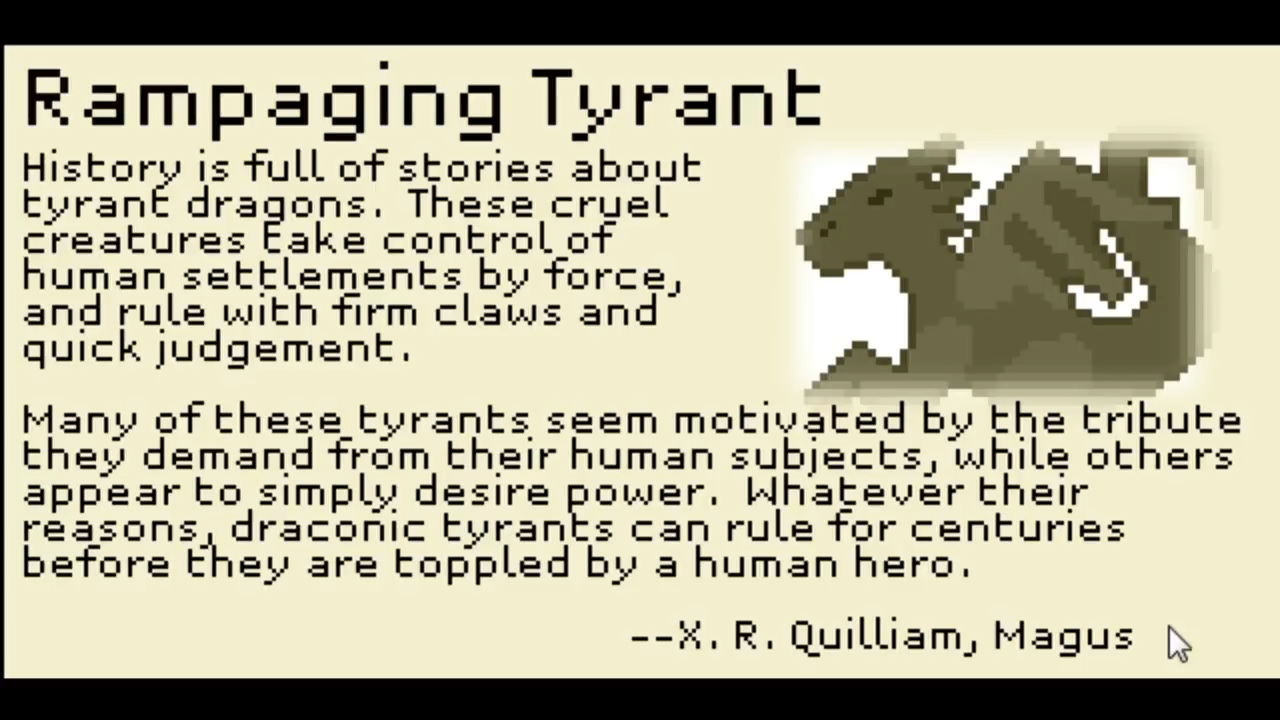 Rampaging Tyrant
History is full of stories about
tyrant dragons. These cruel
creatures take control of
human settlements by force,
and rule with firm claws and
quick judgement.
Many of these tyrants seem motivated by the tribute
they demand from their human subjects, while others
appear to simply desire power. Whatever their
reasons, draconic tyrants can rule for centuries
before they are toppled by a human hero.
--X. R. Quilliam, Magus